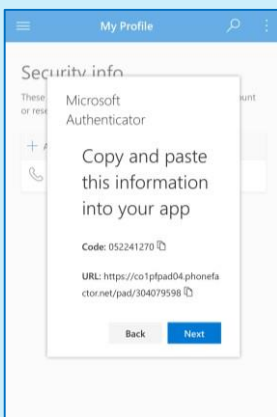 My Profile
Security info
These
unt
or rese
Microsoft
Authenticator
Copy and paste
this information
into your app
Code: 052241270
URL: https://co1pfpad04.phonefa
ctor.net/pad/304079598
Back Next